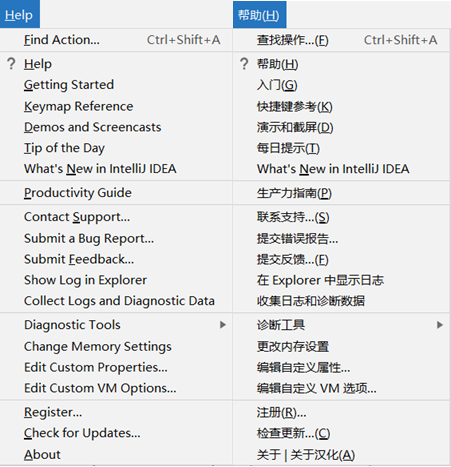 Help
Find Action... Ctrl+Shift+A
? Help
Getting Started
Keymap Reference
Demos and Screencasts
Tip of the Day
What's New in IntelliJ IDEA
Productivity Guide
Contact Support...
Submit a Bug Report...
Submit Feedback...
Show Log in Explorer
Collect Logs and Diagnostic Data
Diagnostic Tools
Change Memory Settings
Edit Custom Properties...
Edit Custom VM Options...
Register...
Check for Updates...
About
帮助(H)
查找操作...(F) Ctrl+Shift+A
? 帮助(H)
入门(G)
快捷键参考(K)
演示和截屏(D)
每日提示(T)
What's New in IntelliJ IDEA
生产力指南(P)
联系支持...(S)
提交错误报告...
提交反馈...(F)
在 Explorer 中显示日志
收集日志和诊断数据
诊断工具
更改内存设置
编辑自定义属性...
编辑自定义 VM 选项...
注册(R)...
检查更新...(C)
关于 | 关于汉化(A)